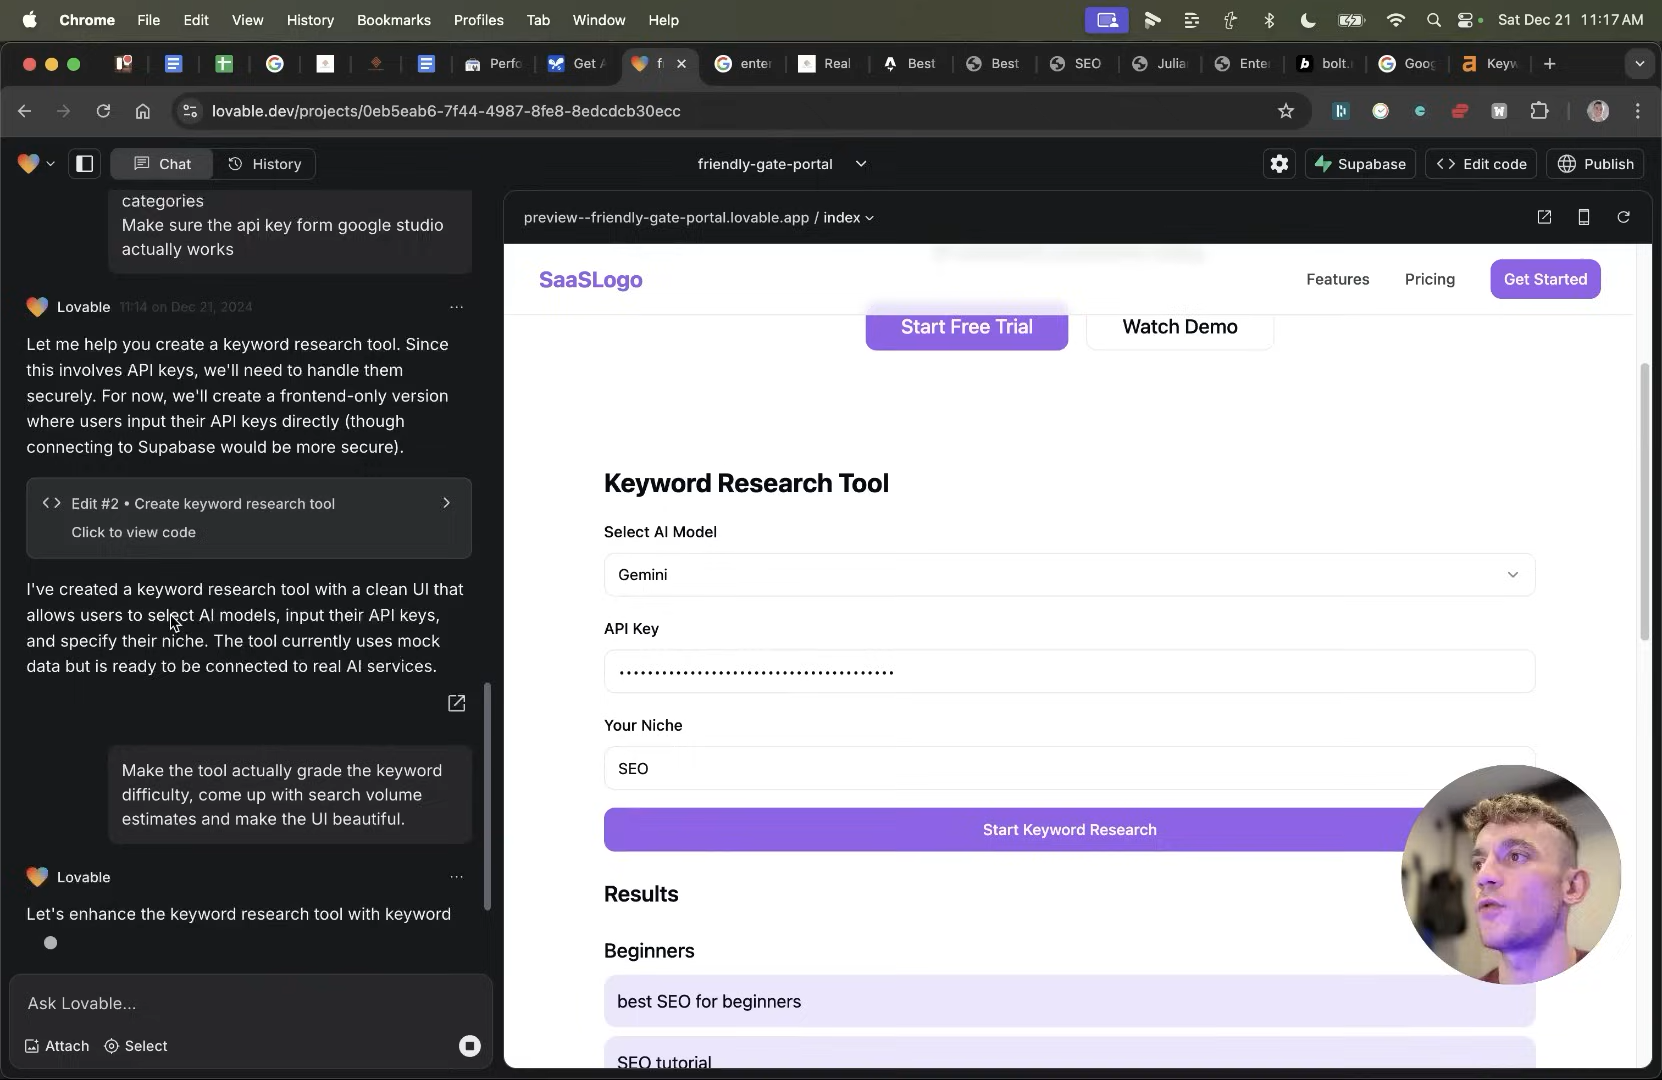 Chrome File Edit View History Bookmarks Profiles Tab Window Help Sat Dec 21 11:17 AM
Perfo Get A enter Real Best Best SEO Julia Enter bolt. Goog Keyw
lovable.dev/projects/0eb5eab6-7f44-4987-8fe8-8edcdcb30ecc
Chat History friendly-gate-portal Supabase Edit code Publish
categories
Make sure the api key form google studio
actually works
Lovable 11:14 on Dec 21, 2024
Let me help you create a keyword research tool. Since
this involves API keys, we'll need to handle them
securely. For now, we'll create a frontend-only version
where users input their API keys directly (though
connecting to Supabase would be more secure).
Edit #2 • Create keyword research tool
Click to view code
I've created a keyword research tool with a clean UI that
allows users to select AI models, input their API keys,
and specify their niche. The tool currently uses mock
data but is ready to be connected to real AI services.
Make the tool actually grade the keyword
difficulty, come up with search volume
estimates and make the UI beautiful.
Lovable
Let's enhance the keyword research tool with keyword
Ask Lovable...
Attach Select
preview--friendly-gate-portal.lovable.app / index
SaaSLogo Features Pricing Get Started
Start Free Trial Watch Demo
Keyword Research Tool
Select AI Model
Gemini
API Key
Your Niche
SEO
Start Keyword Research
Results
Beginners
best SEO for beginners
SEO tutorial